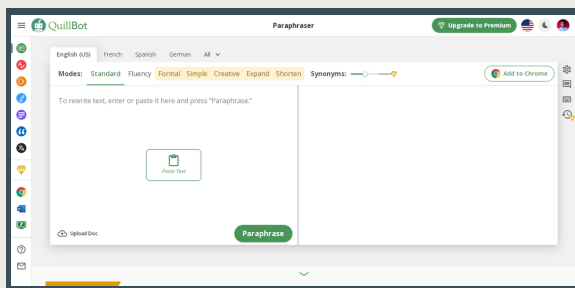 QuillBot
Paraphraser
Upgrade to Premium
English (US) French Spanish German All
Modes: Standard Fluency Formal Simple Creative Expand Shorten Synonyms:
Add to Chrome
To rewrite text, enter or paste it here and press "Paraphrase."
Paste Text
Upload Doc
Paraphrase